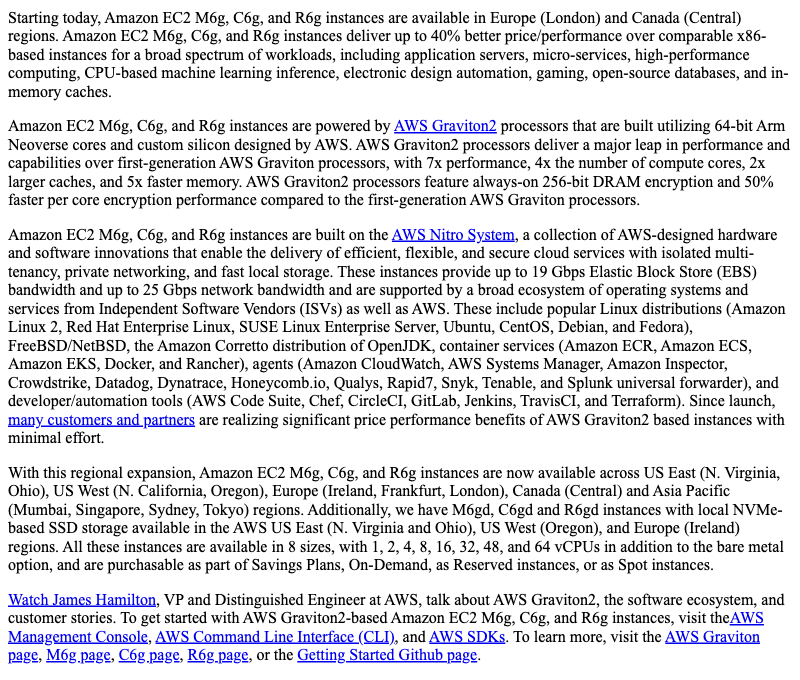 Starting today, Amazon EC2 M6g, C6g, and R6g instances are available in Europe (London) and Canada (Central)
regions. Amazon EC2 M6g, C6g, and R6g instances deliver up to 40% better price/performance over comparable x86-
based instances for a broad spectrum of workloads, including application servers, micro-services, high-performance
computing, CPU-based machine learning inference, electronic design automation, gaming, open-source databases, and in-
memory caches.
Amazon EC2 M6g, C6g, and R6g instances are powered by AWS Graviton2 processors that are built utilizing 64-bit Arm
Neoverse cores and custom silicon designed by AWS. AWS Graviton2 processors deliver a major leap in performance and
capabilities over first-generation AWS Graviton processors, with 7x performance, 4x the number of compute cores, 2x
larger caches, and 5x faster memory. AWS Graviton2 processors feature always-on 256-bit DRAM encryption and 50%
faster per core encryption performance compared to the first-generation AWS Graviton processors.
Amazon EC2 M6g, C6g, and R6g instances are built on the AWS Nitro System, a collection of AWS-designed hardware
and software innovations that enable the delivery of efficient, flexible, and secure cloud services with isolated multi-
tenancy, private networking, and fast local storage. These instances provide up to 19 Gbps Elastic Block Store (EBS)
bandwidth and up to 25 Gbps network bandwidth and are supported by a broad ecosystem of operating systems and
services from Independent Software Vendors (ISVs) as well as AWS. These include popular Linux distributions (Amazon
Linux 2, Red Hat Enterprise Linux, SUSE Linux Enterprise Server, Ubuntu, CentOS, Debian, and Fedora),
FreeBSD/NetBSD, the Amazon Corretto distribution of OpenJDK, container services (Amazon ECR, Amazon ECS,
Amazon EKS, Docker, and Rancher), agents (Amazon CloudWatch, AWS Systems Manager, Amazon Inspector,
Crowdstrike, Datadog, Dynatrace, Honeycomb.io, Qualys, Rapid7, Snyk, Tenable, and Splunk universal forwarder), and
developer/automation tools (AWS Code Suite, Chef, CircleCI, GitLab, Jenkins, TravisCI, and Terraform). Since launch,
many customers and partners are realizing significant price performance benefits of AWS Graviton2 based instances with
minimal effort.
With this regional expansion, Amazon EC2 M6g, C6g, and R6g instances are now available across US East (N. Virginia,
Ohio), US West (N. California, Oregon), Europe (Ireland, Frankfurt, London), Canada (Central) and Asia Pacific
(Mumbai, Singapore, Sydney, Tokyo) regions. Additionally, we have M6gd, C6gd and R6gd instances with local NVMe-
based SSD storage available in the AWS US East (N. Virginia and Ohio), US West (Oregon), and Europe (Ireland)
regions. All these instances are available in 8 sizes, with 1, 2, 4, 8, 16, 32, 48, and 64 vCPUs in addition to the bare metal
option, and are purchasable as part of Savings Plans, On-Demand, as Reserved instances, or as Spot instances.
Watch James Hamilton, VP and Distinguished Engineer at AWS, talk about AWS Graviton2, the software ecosystem, and
customer stories. To get started with AWS Graviton2-based Amazon EC2 M6g, C6g, and R6g instances, visit theAWS
Management Console, AWS Command Line Interface (CLI), and AWS SDKs. To learn more, visit the AWS Graviton
page, M6g page, C6g page, R6g page, or the Getting Started Github page.